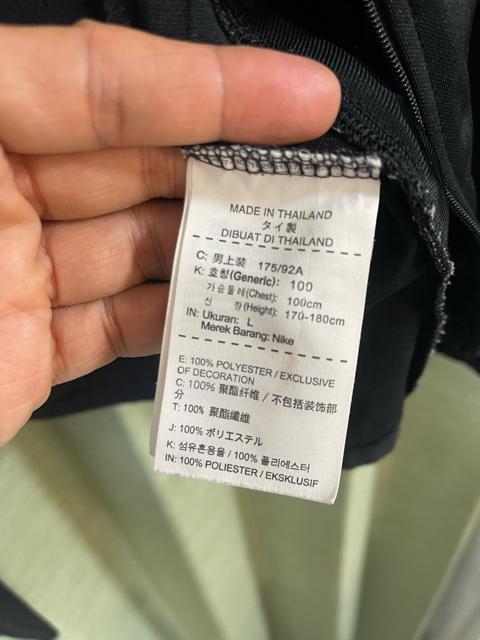 MADE IN THAILAND
タイ製
DIBUAT DI THAILAND
C: 男上装 175/92A
K: 호칭(Generic): 100
가슴둘레(Chest): 100cm
신 장(Height): 170-180cm
IN: Ukuran: L
Merek Barang: Nike
E: 100% POLYESTER / EXCLUSIVE
OF DECORATION
C: 100% 聚酯纤维 / 不包括装饰部
分
T: 100% 聚酯纖維
J: 100% ポリエステル
K: 섬유혼용율 / 100% 폴리에스터
IN: 100% POLIESTER / EKSKLUSIF